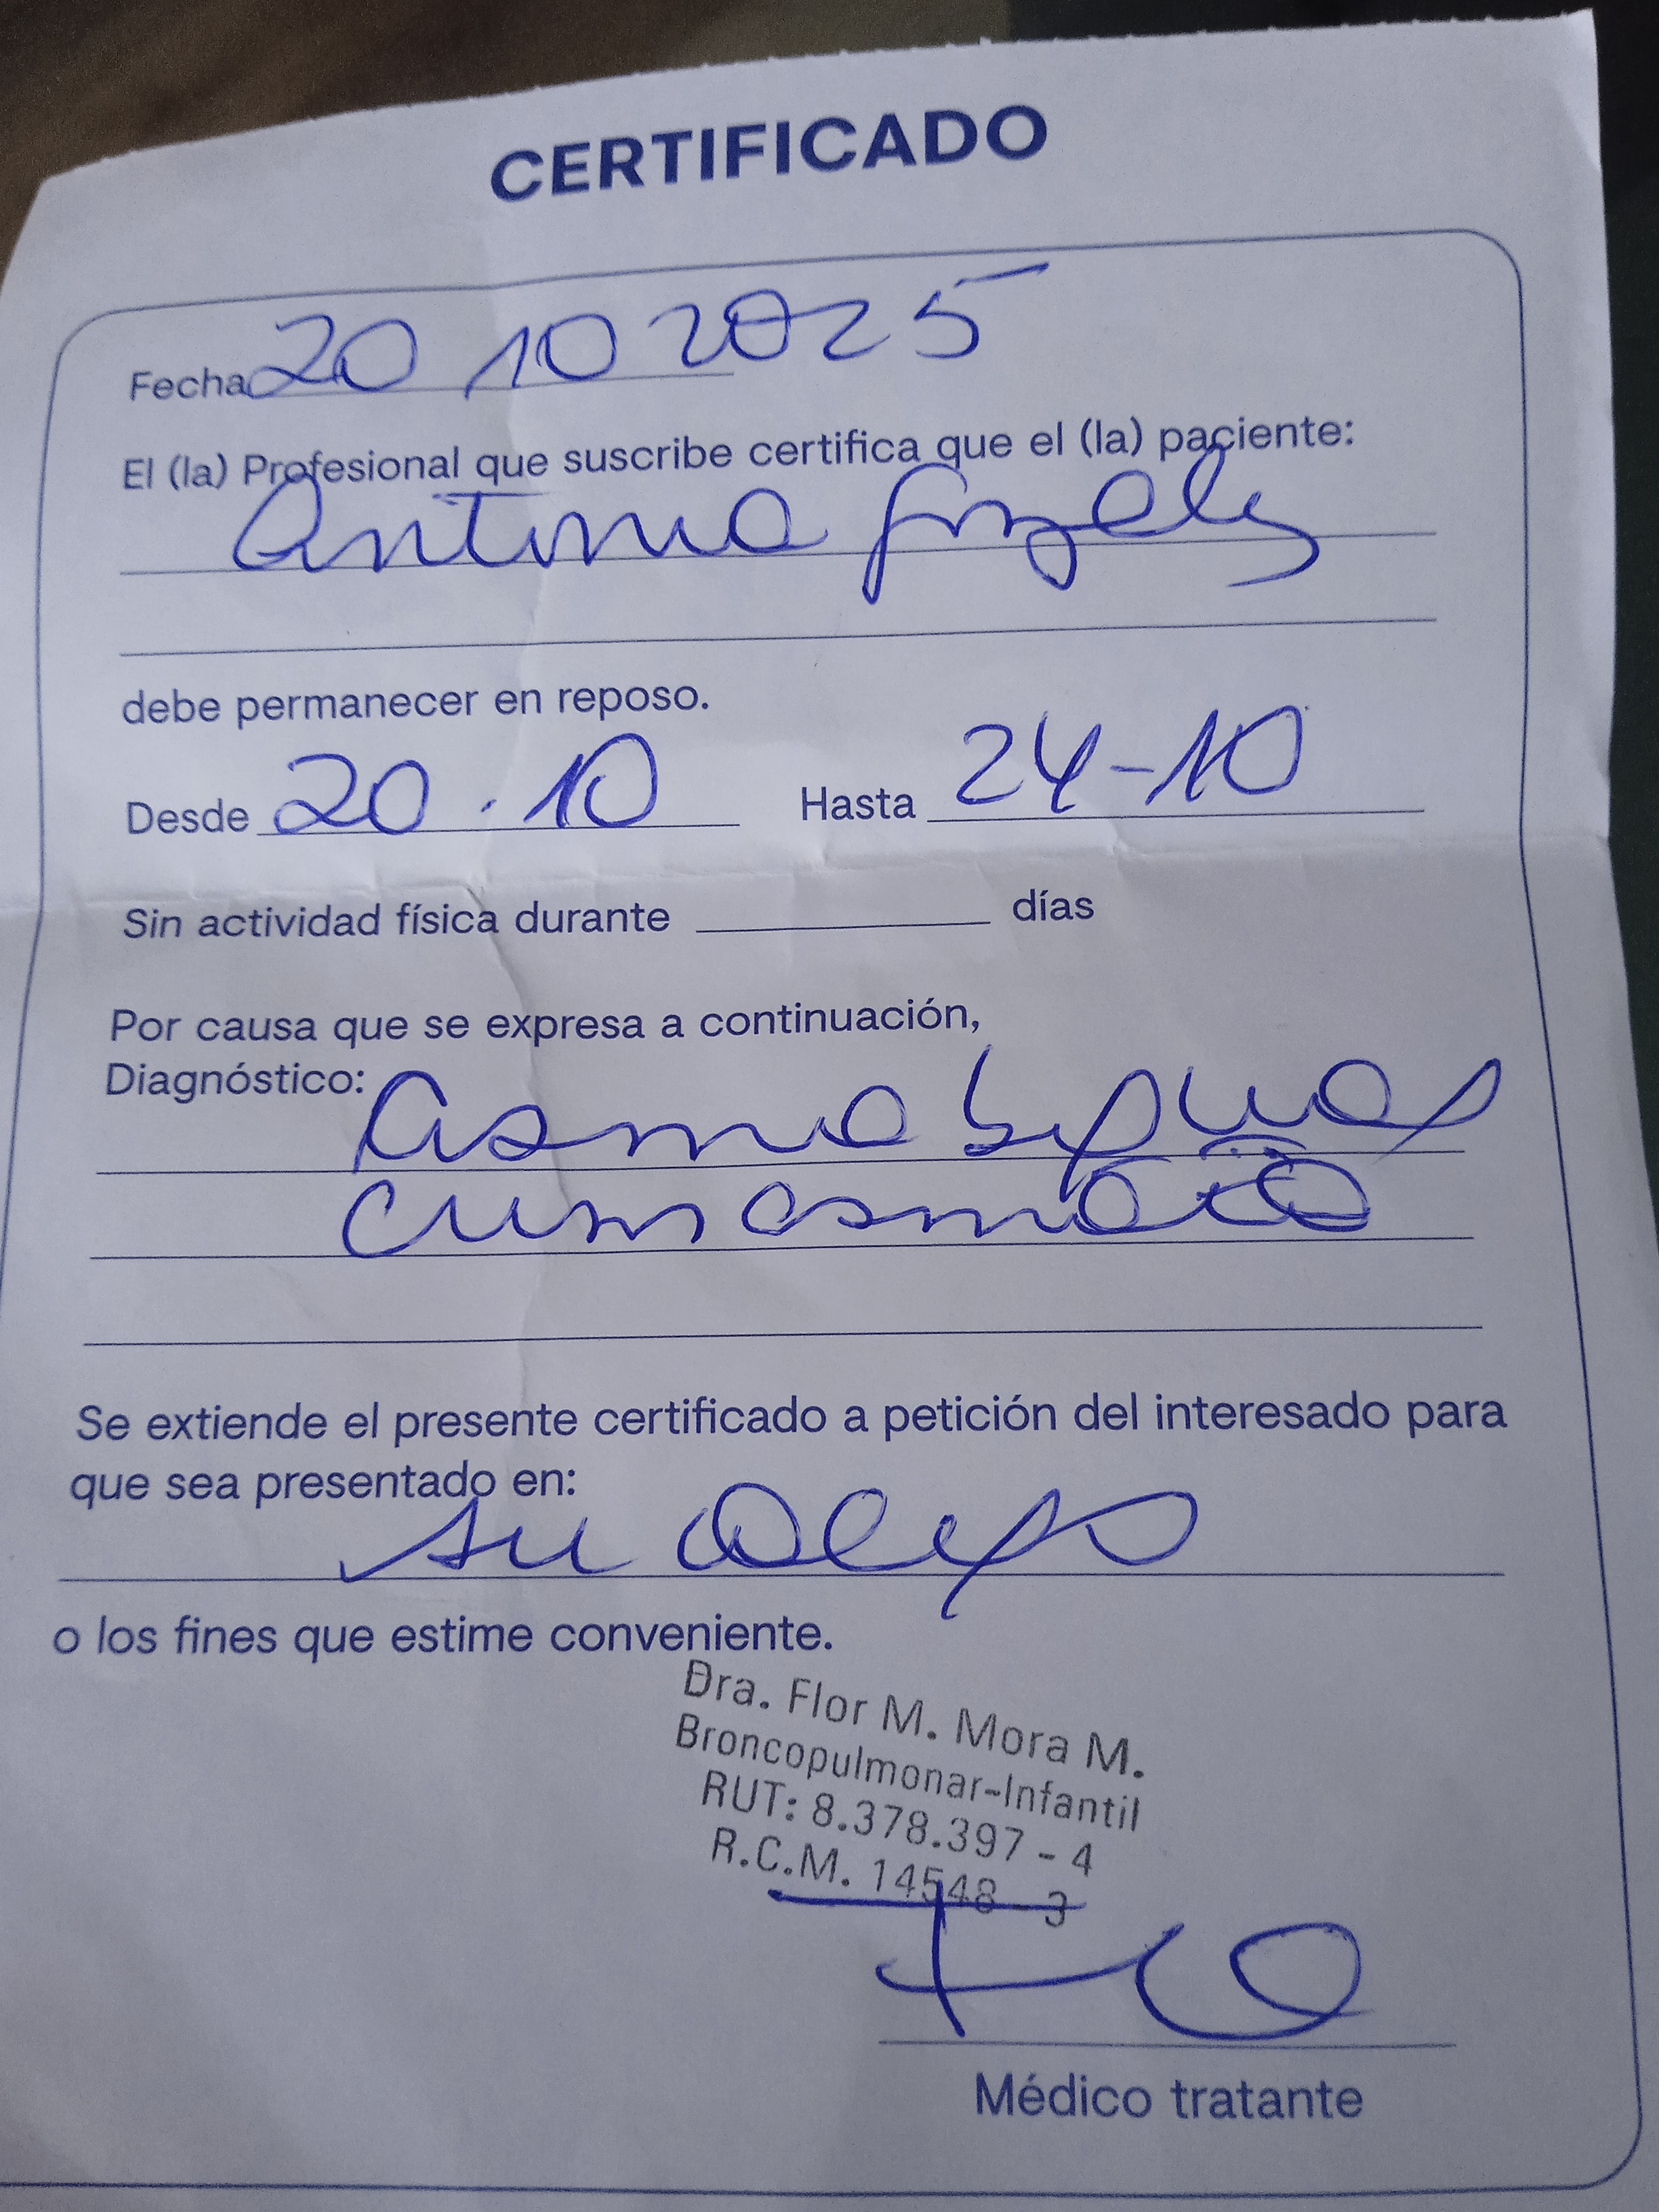 CERTIFICADO
Fecha 20 10 2025
El (la) Profesional que suscribe certifica que el (la) paciente:
Antonia González
debe permanecer en reposo.
Desde 20 . 10 Hasta 24-10
Sin actividad física durante ____ días
Por causa que se expresa a continuación,
Diagnóstico: Asma
Se extiende el presente certificado a petición del interesado para
que sea presentado en:
su colegio
o los fines que estime conveniente.
Dra. Flor M. Mora M.
Broncopulmonar-Infantil
RUT: 8.378.397 - 4
R.C.M. 14548 - 3
Médico tratante